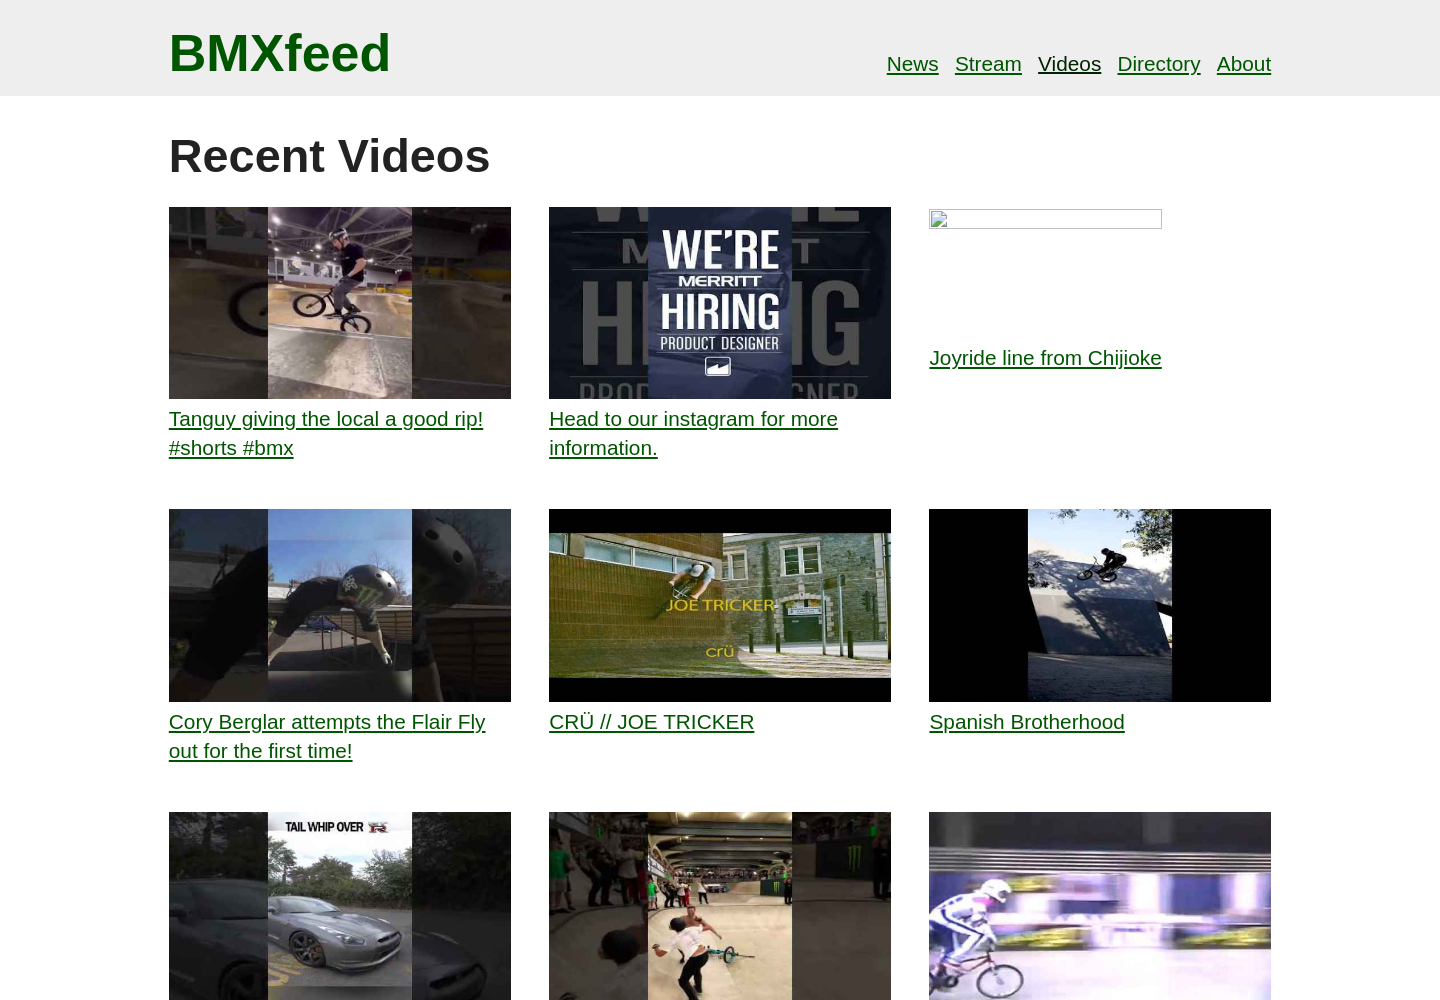 BMXfeed
News Stream Videos Directory About
Recent Videos
WE'RE
MERRITT
HIRING
PRODUCT DESIGNER
Joyride line from Chijioke
Tanguy giving the local a good rip!
#shorts #bmx
Head to our instagram for more
information.
JOE TRICKER
crü
Cory Berglar attempts the Flair Fly
out for the first time!
CRÜ // JOE TRICKER
Spanish Brotherhood
TAIL WHIP OVER